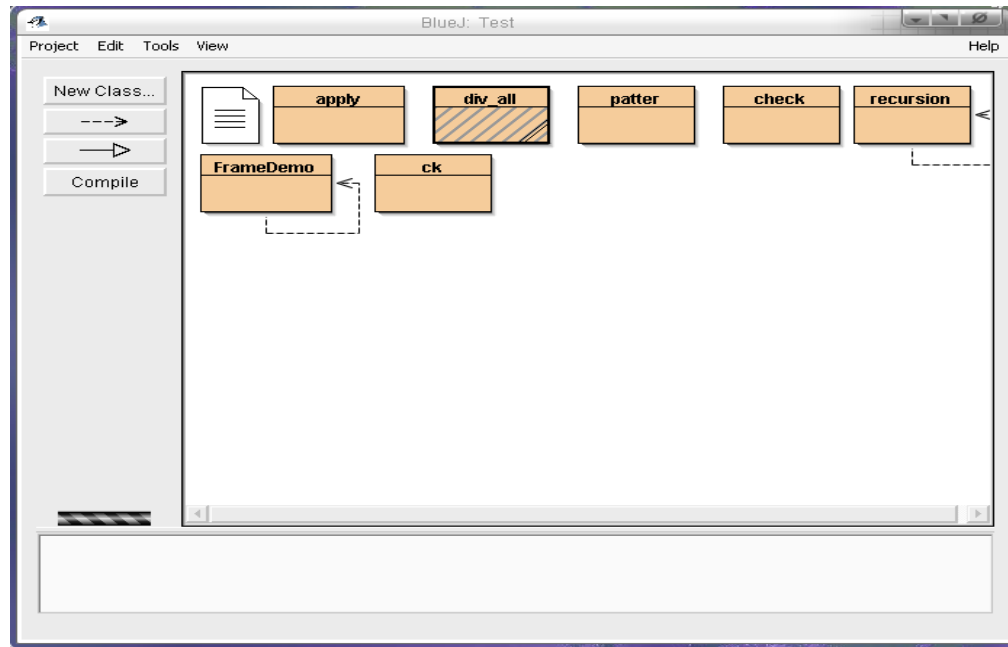 BlueJ: Test
Project Edit Tools View Help
New Class...
Compile
apply div_all patter check recursion
FrameDemo ck